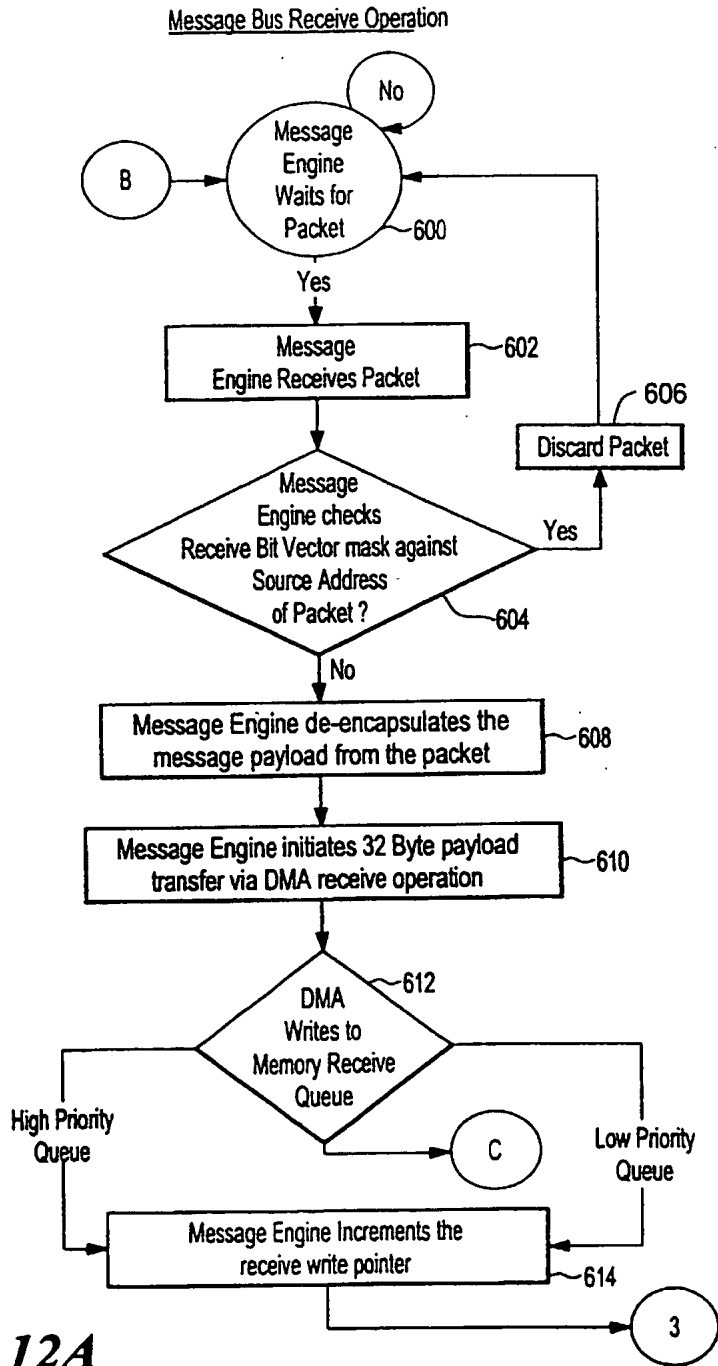 Message Bus Receive Operation
No
Message
Engine
Waits for
Packet
B
600
Yes
Message
Engine Receives Packet
602
606
Discard Packet
Message
Engine checks
Receive Bit Vector mask against
Source Address
of Packet ?
Yes
604
No
Message Engine de-encapsulates the
message payload from the packet
608
Message Engine initiates 32 Byte payload
transfer via DMA receive operation
610
612
DMA
Writes to
Memory Receive
Queue
High Priority
Queue
C
Low Priority
Queue
Message Engine Increments the
receive write pointer
614
3
12A